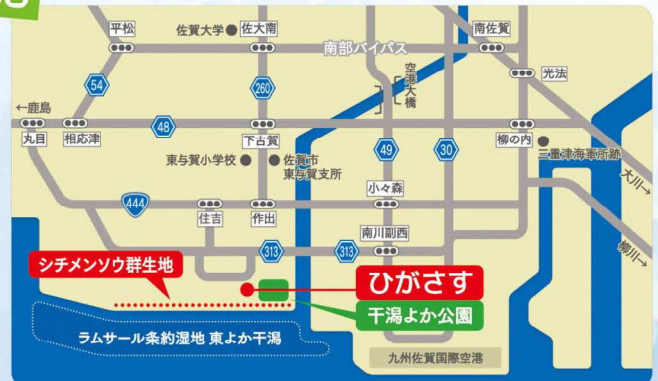 平松
佐賀大学
佐大南
南部バイパス
南佐賀
光法
空港大橋
54
260
←鹿島
丸目
相応津
48
下古賀
49
30
柳の内
三重津海軍所跡
東与賀小学校
佐賀市
東与賀支所
大川→
444
住吉
作出
小々森
柳川→
313
313
南川副西
シチメンソウ群生地
ひがさす
干潟よか公園
ラムサール条約湿地 東よか干潟
九州佐賀国際空港